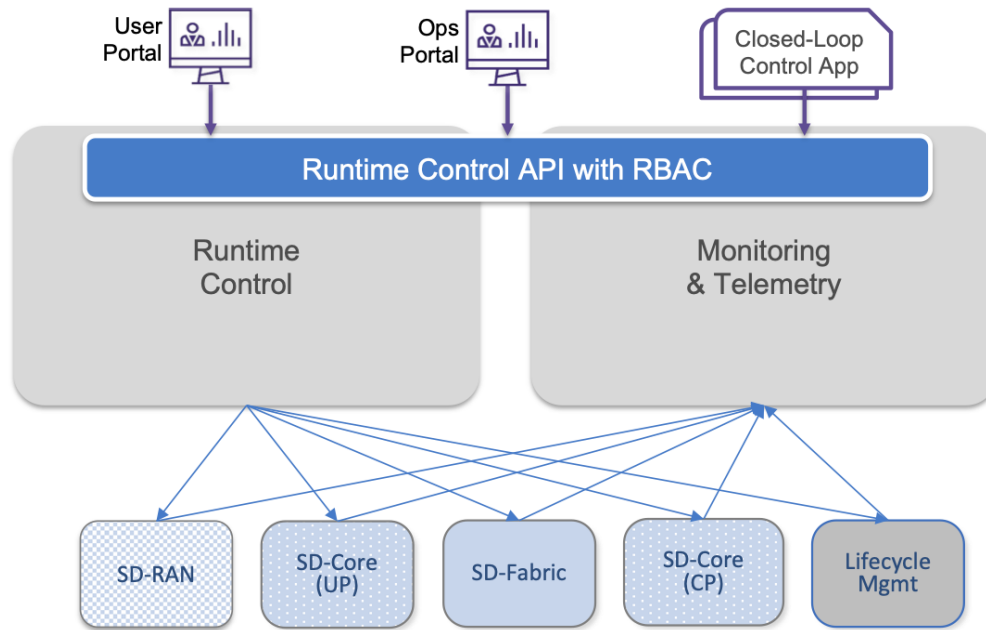 User
Portal
Ops
Portal
Closed-Loop
Control App
Runtime Control API with RBAC
Runtime
Control
Monitoring
& Telemetry
SD-RAN
SD-Core
(UP)
SD-Fabric
SD-Core
(CP)
Lifecycle
Mgmt